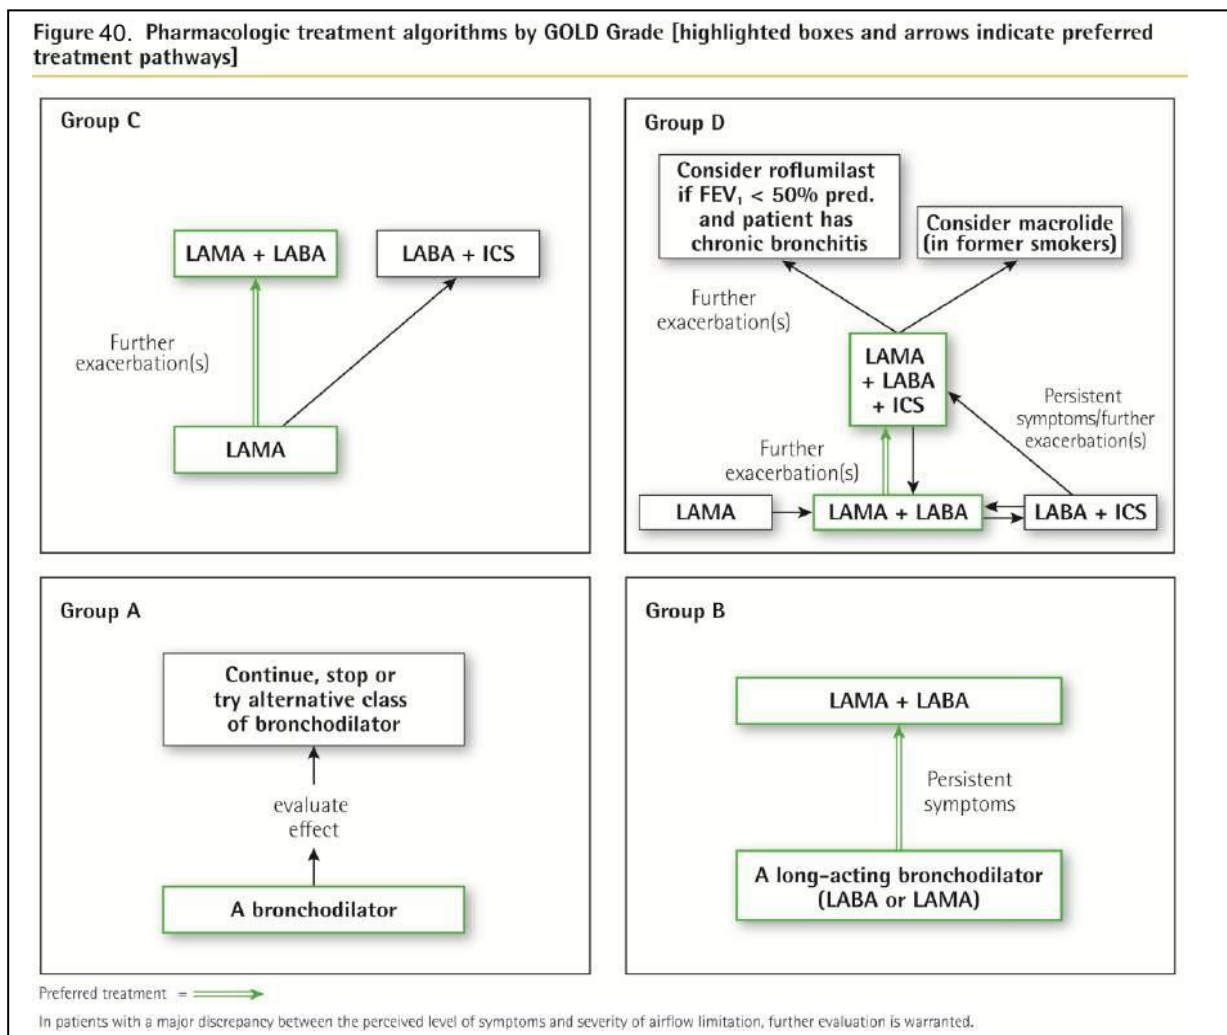 Figure 40. Pharmacologic treatment algorithms by GOLD Grade [highlighted boxes and arrows indicate preferred
treatment pathways]
Group C
LAMA + LABA
LABA + ICS
Further
exacerbation(s)
LAMA
Group D
Consider roflumilast
if FEV₁ < 50% pred.
and patient has
chronic bronchitis
Consider macrolide
(in former smokers)
Further
exacerbation(s)
LAMA
+ LABA
+ ICS
Persistent
symptoms/further
exacerbation(s)
Further
exacerbation(s)
LAMA
LAMA + LABA
LABA + ICS
Group A
Continue, stop or
try alternative class
of bronchodilator
evaluate
effect
A bronchodilator
Group B
LAMA + LABA
Persistent
symptoms
A long-acting bronchodilator
(LABA or LAMA)
Preferred treatment =
In patients with a major discrepancy between the perceived level of symptoms and severity of airflow limitation, further evaluation is warranted.